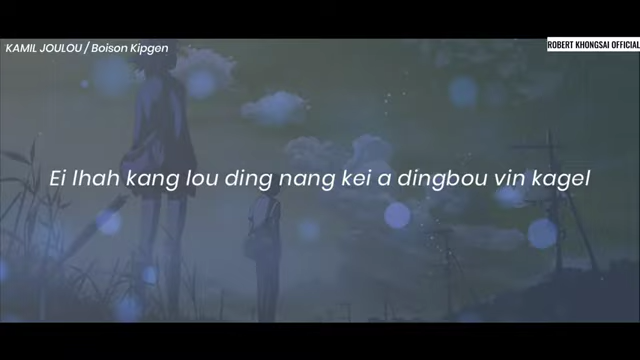 KAMIL JOULOU / Boison Kipgen
ROBERT KHONGSAI OFFICIAL
Ei lhah kang lou ding nang kei a dingbou vin kagel